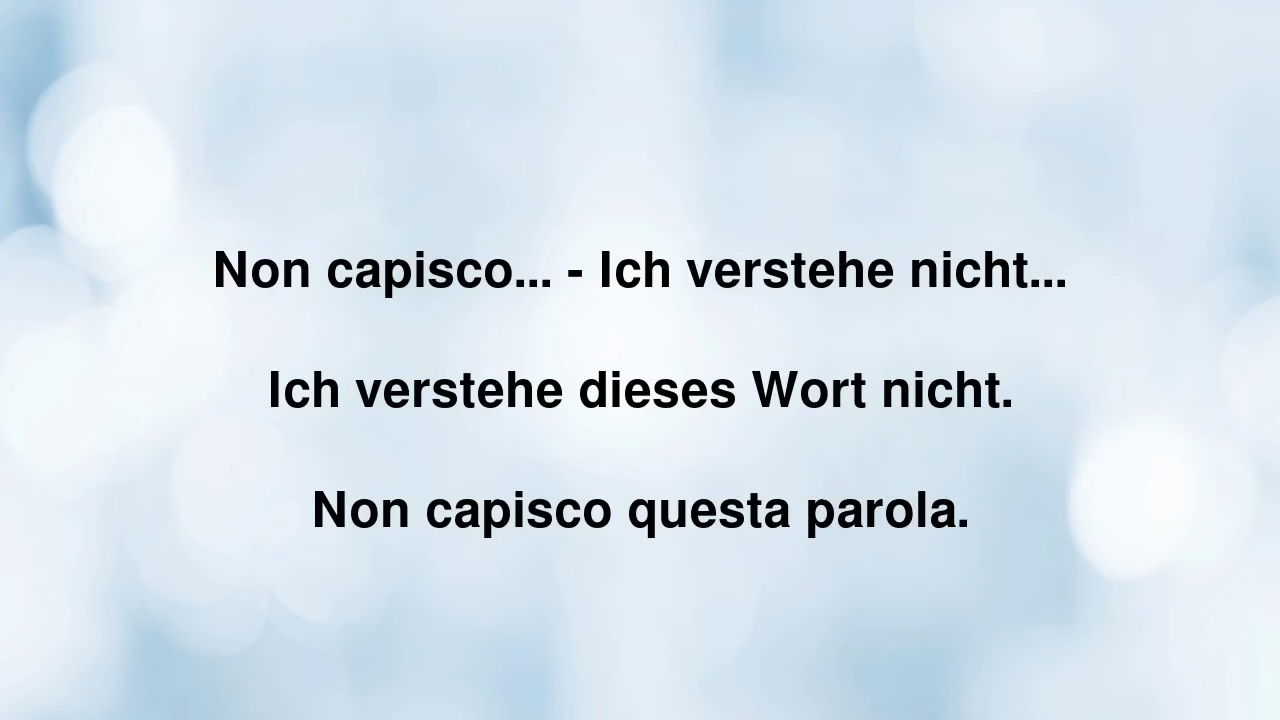 Non capisco... - Ich verstehe nicht...
Ich verstehe dieses Wort nicht.
Non capisco questa parola.